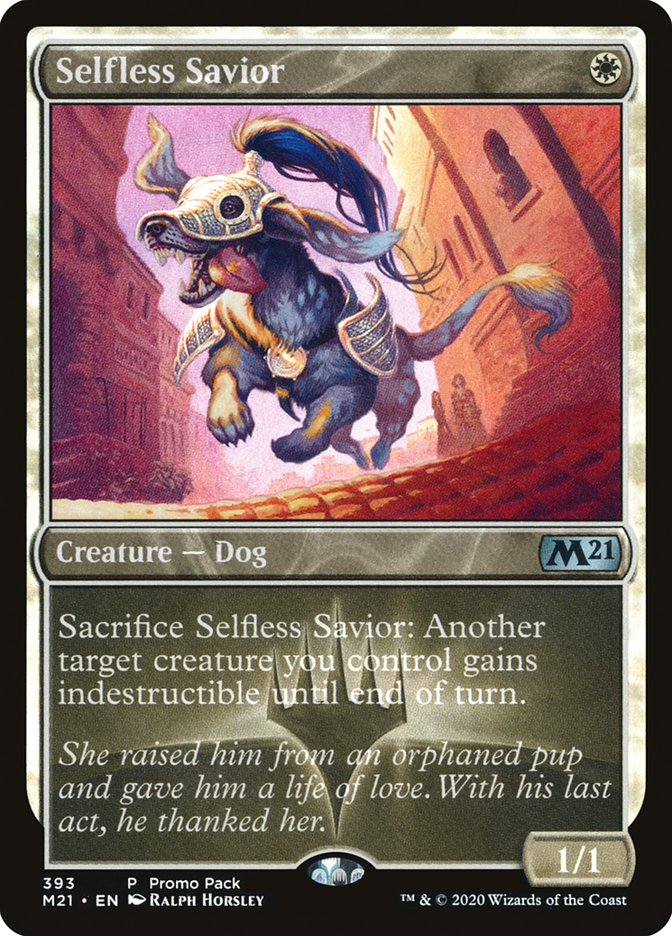 Selfless Savior
Creature — Dog
M21
Sacrifice Selfless Savior: Another
target creature you control gains
indestructible until end of turn.
She raised him from an orphaned pup
and gave him a life of love. With his last
act, he thanked her.
1/1
393 P Promo Pack
M21 • EN Ralph Horsley
™ & © 2020 Wizards of the Coast